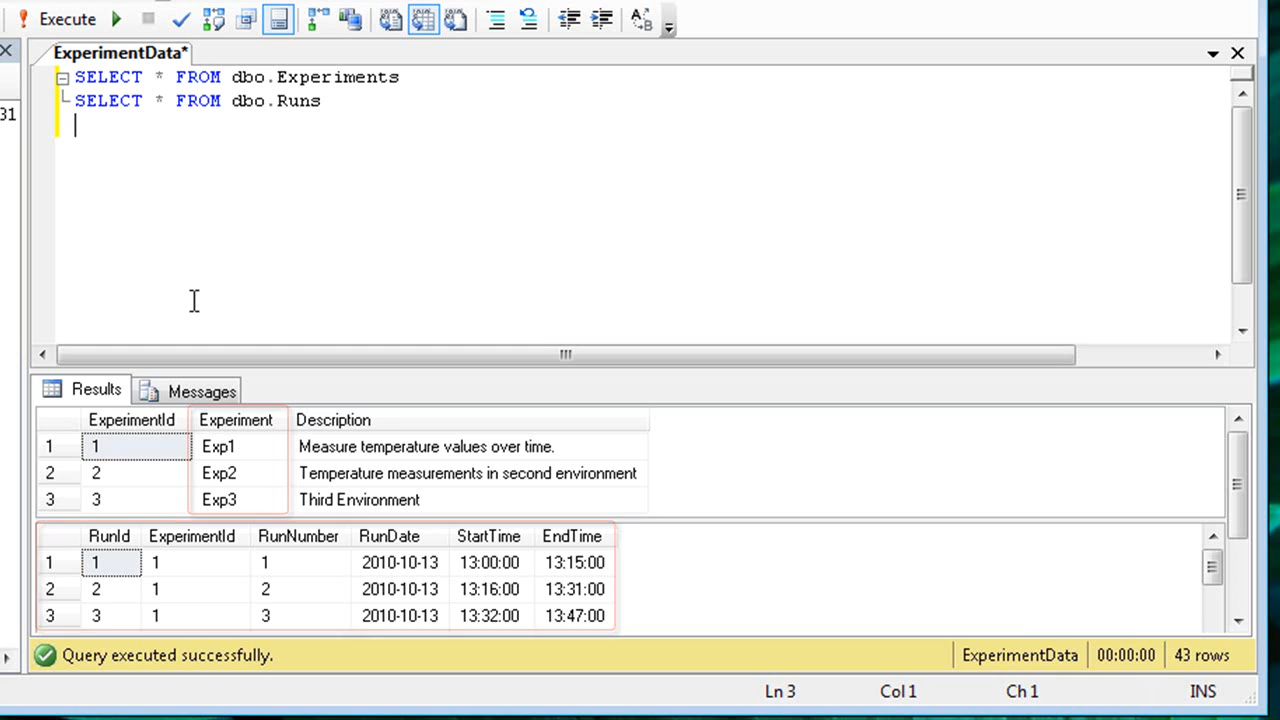 Execute
31
ExperimentData*
SELECT * FROM dbo.Experiments
SELECT * FROM dbo.Runs
Results Messages
ExperimentId Experiment Description
1 1 Exp1 Measure temperature values over time.
2 2 Exp2 Temperature measurements in second environment
3 3 Exp3 Third Environment
RunId ExperimentId RunNumber RunDate StartTime EndTime
1 1 1 1 2010-10-13 13:00:00 13:15:00
2 2 1 2 2010-10-13 13:16:00 13:31:00
3 3 1 3 2010-10-13 13:32:00 13:47:00
Query executed successfully. ExperimentData 00:00:00 43 rows
Ln 3 Col 1 Ch 1 INS